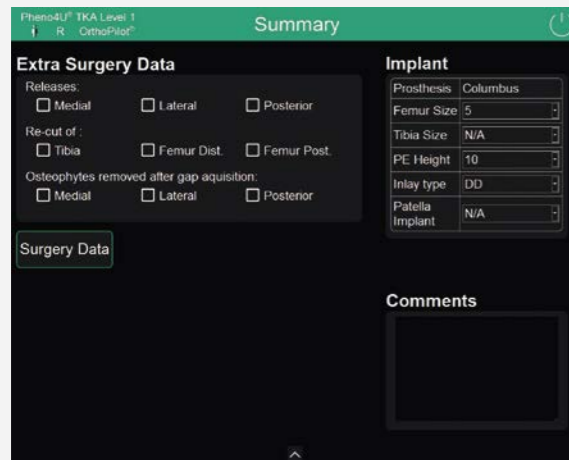 Pheno4U® TKA Level 1
R OrthoPilot®
Summary
Extra Surgery Data
Releases:
Medial Lateral Posterior
Re-cut of :
Tibia Femur Dist. Femur Post.
Osteophytes removed after gap aquisition:
Medial Lateral Posterior
Surgery Data
Implant
Prosthesis Columbus
Femur Size 5
Tibia Size N/A
PE Height 10
Inlay type DD
Patella
Implant N/A
Comments